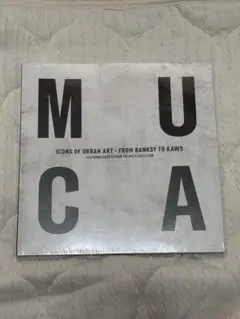 M U
ICONS OF URBAN ART - FROM BANKSY TO KAWS
C A